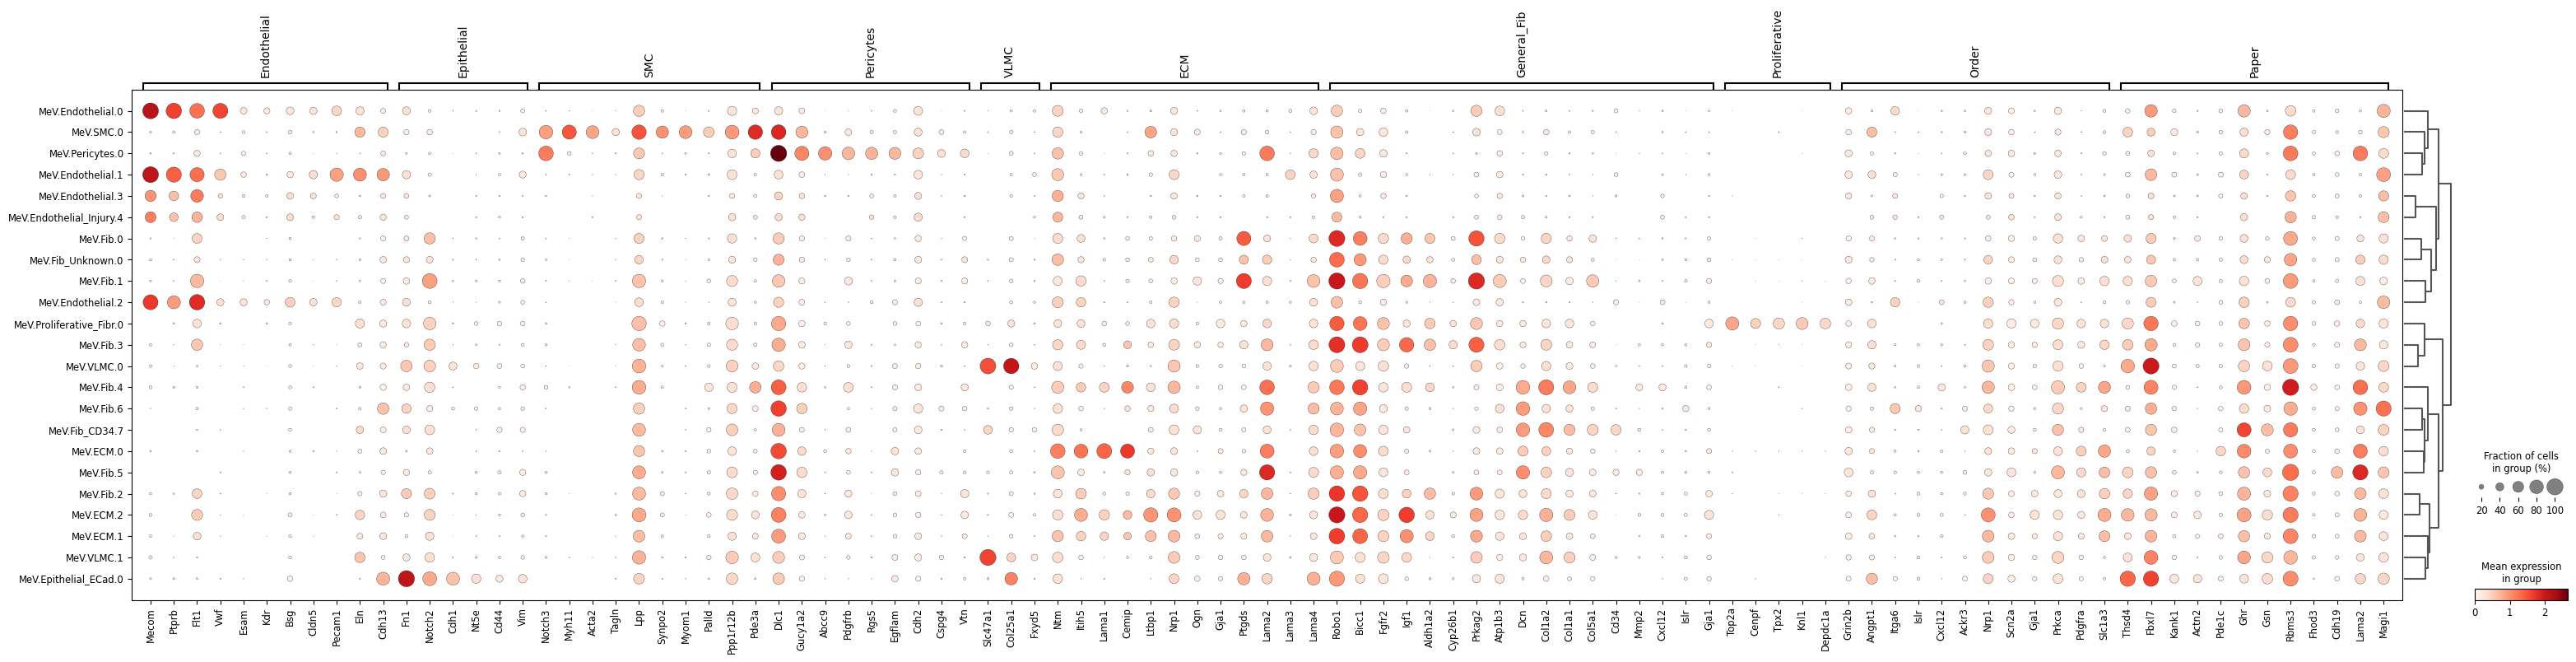 Endothelial Epithelial SMC Pericytes VLMC ECM General_Fib Proliferative Order Paper
MeV.Endothelial.0
MeV.SMC.0
MeV.Pericytes.0
MeV.Endothelial.1
MeV.Endothelial.3
MeV.Endothelial_Injury.4
MeV.Fib.0
MeV.Fib_Unknown.0
MeV.Fib.1
MeV.Endothelial.2
MeV.Proliferative_Fibr.0
MeV.Fib.3
MeV.VLMC.0
MeV.Fib.4
MeV.Fib.6
MeV.Fib_CD34.7
MeV.ECM.0
MeV.Fib.5
MeV.Fib.2
MeV.ECM.2
MeV.ECM.1
MeV.VLMC.1
MeV.Epithelial_ECad.0
Mecom Ptprb Flt1 Vwf Esam Kdr Bsg Cldn5 Pecam1 Eln Cdh13 Fn1 Notch2 Cdh1 Nt5e Cd44 Vim Notch3 Myh11 Acta2 Tagln Lpp Synpo2 Myom1 Palld Ppp1r12b Pde3a Dlc1 Gucy1a2 Abcc9 Pdgfrb Rgs5 Egflam Cdh2 Cspg4 Vtn Slc47a1 Col25a1 Fxyd5 Ntm Itih5 Lama1 Cemip Ltbp1 Nrp1 Ogn Gja1 Ptgds Lama2 Lama3 Lama4 Robo1 Bicc1 Fgfr2 Igf1 Aldh1a2 Cyp26b1 Prkag2 Atp1b3 Dcn Col1a2 Col1a1 Col5a1 Cd34 Mmp2 Cxcl12 Islr Gja1 Top2a Cenpf Tpx2 Knl1 Depdc1a Grin2b Angpt1 Itga6 Islr Cxcl12 Ackr3 Nrp1 Scn2a Gja1 Prkca Pdgfra Slc1a3 Thsd4 Fbxl7 Kank1 Actn2 Pde1c Ghr Gsn Rbms3 Fhod3 Cdh19 Lama2 Magi1
Fraction of cells
in group (%)
20 40 60 80 100
Mean expression
in group
0 1 2